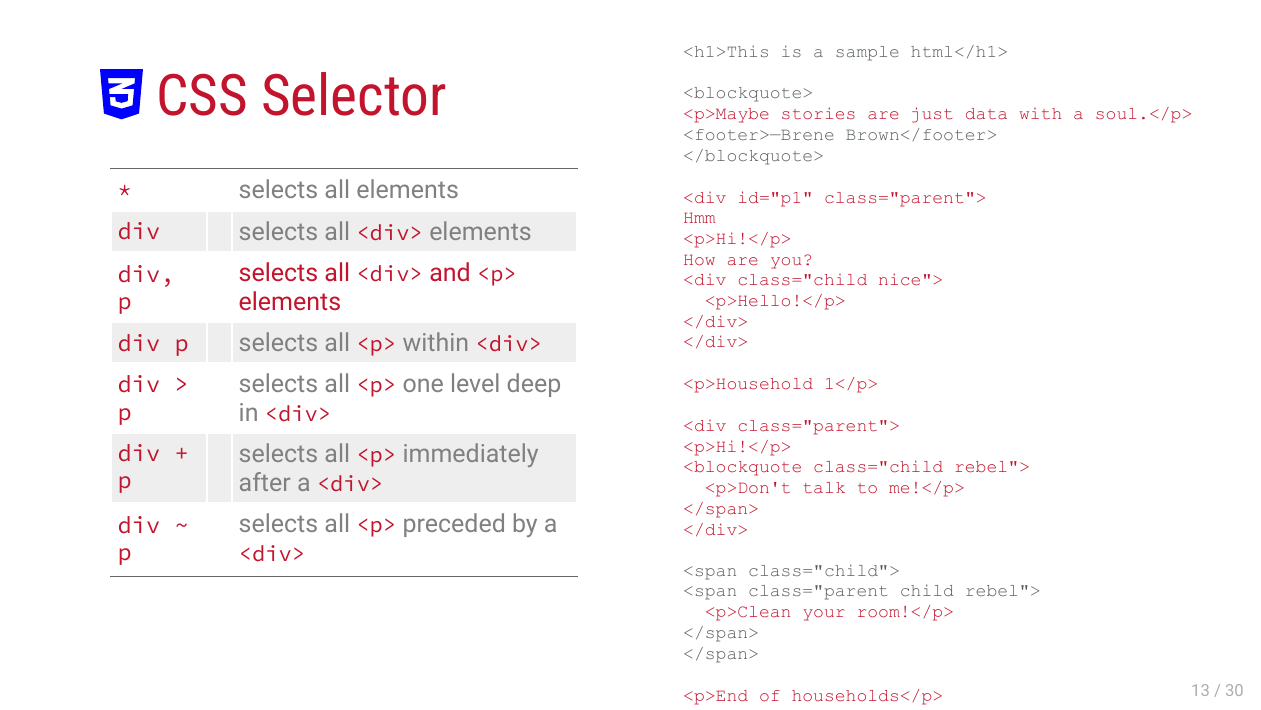 CSS Selector
* selects all elements
div selects all <div> elements
div, selects all <div> and <p>
p elements
div p selects all <p> within <div>
div > selects all <p> one level deep
p in <div>
div + selects all <p> immediately
p after a <div>
div ~ selects all <p> preceded by a
p <div>
<h1>This is a sample html</h1>
<blockquote>
<p>Maybe stories are just data with a soul.</p>
<footer>—Brene Brown</footer>
</blockquote>
<div id="p1" class="parent">
Hmm
<p>Hi!</p>
How are you?
<div class="child nice">
<p>Hello!</p>
</div>
</div>
<p>Household 1</p>
<div class="parent">
<p>Hi!</p>
<blockquote class="child rebel">
<p>Don't talk to me!</p>
</span>
</div>
<span class="child">
<span class="parent child rebel">
<p>Clean your room!</p>
</span>
</span>
<p>End of households</p>
13 / 30